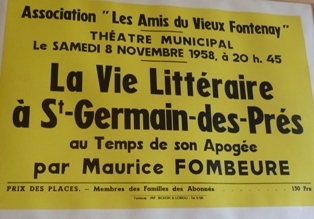 Association "Les Amis du Vieux Fontenay"
THÉATRE MUNICIPAL
Le SAMEDI 8 NOVEMBRE 1958, à 20 h. 45
La Vie Littéraire
à St-Germain-des-Prés
au Temps de son Apogée
par Maurice FOMBEURE
PRIX DES PLACES. — Membres des Familles des Abonnés 150 Frs
Fontenay